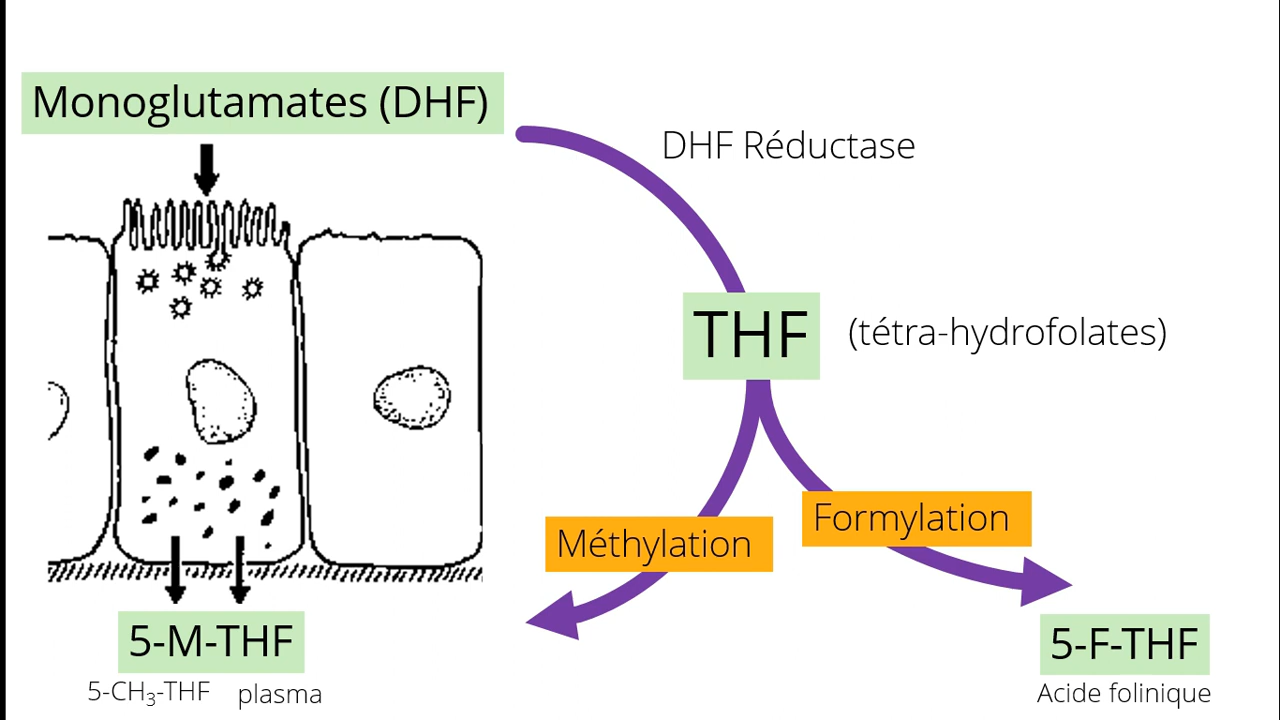 Monoglutamates (DHF)
DHF Réductase
THF
(tétra-hydrofolates)
Méthylation
Formylation
5-M-THF
5-CH₃-THF plasma
5-F-THF
Acide folinique